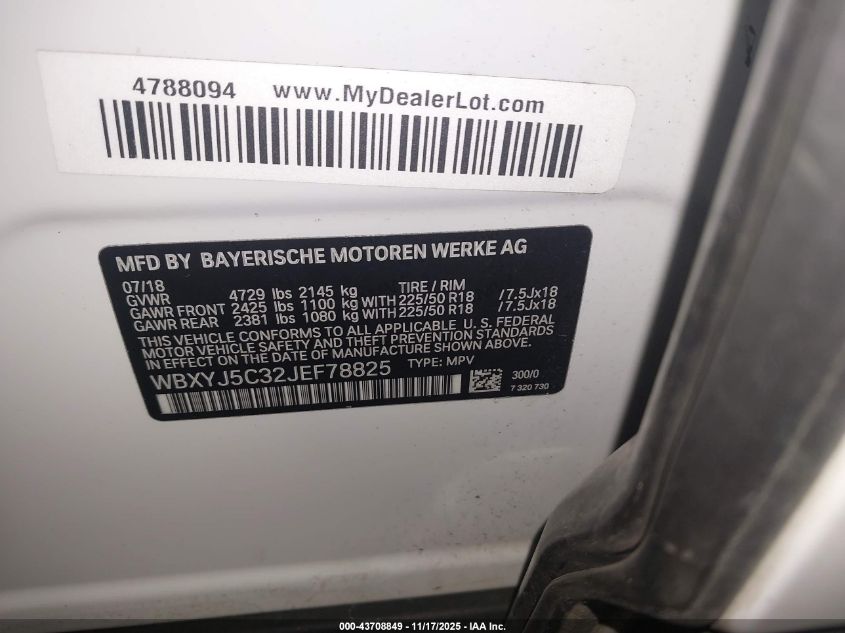 4788094 www.MyDealerLot.com
MFD BY BAYERISCHE MOTOREN WERKE AG
07/18 TIRE / RIM
GVWR 4729 lbs 2145 kg
GAWR FRONT 2425 lbs 1100 kg WITH 225/50 R18 /7.5Jx18
GAWR REAR 2381 lbs 1080 kg WITH 225/50 R18 /7.5Jx18
THIS VEHICLE CONFORMS TO ALL APPLICABLE U. S. FEDERAL
MOTOR VEHICLE SAFETY AND THEFT PREVENTION STANDARDS
IN EFFECT ON THE DATE OF MANUFACTURE SHOWN ABOVE.
WBXYJ5C32JEF78825 TYPE: MPV
300/0
7 320 730
000-43708849 - 11/17/2025 - IAA Inc.